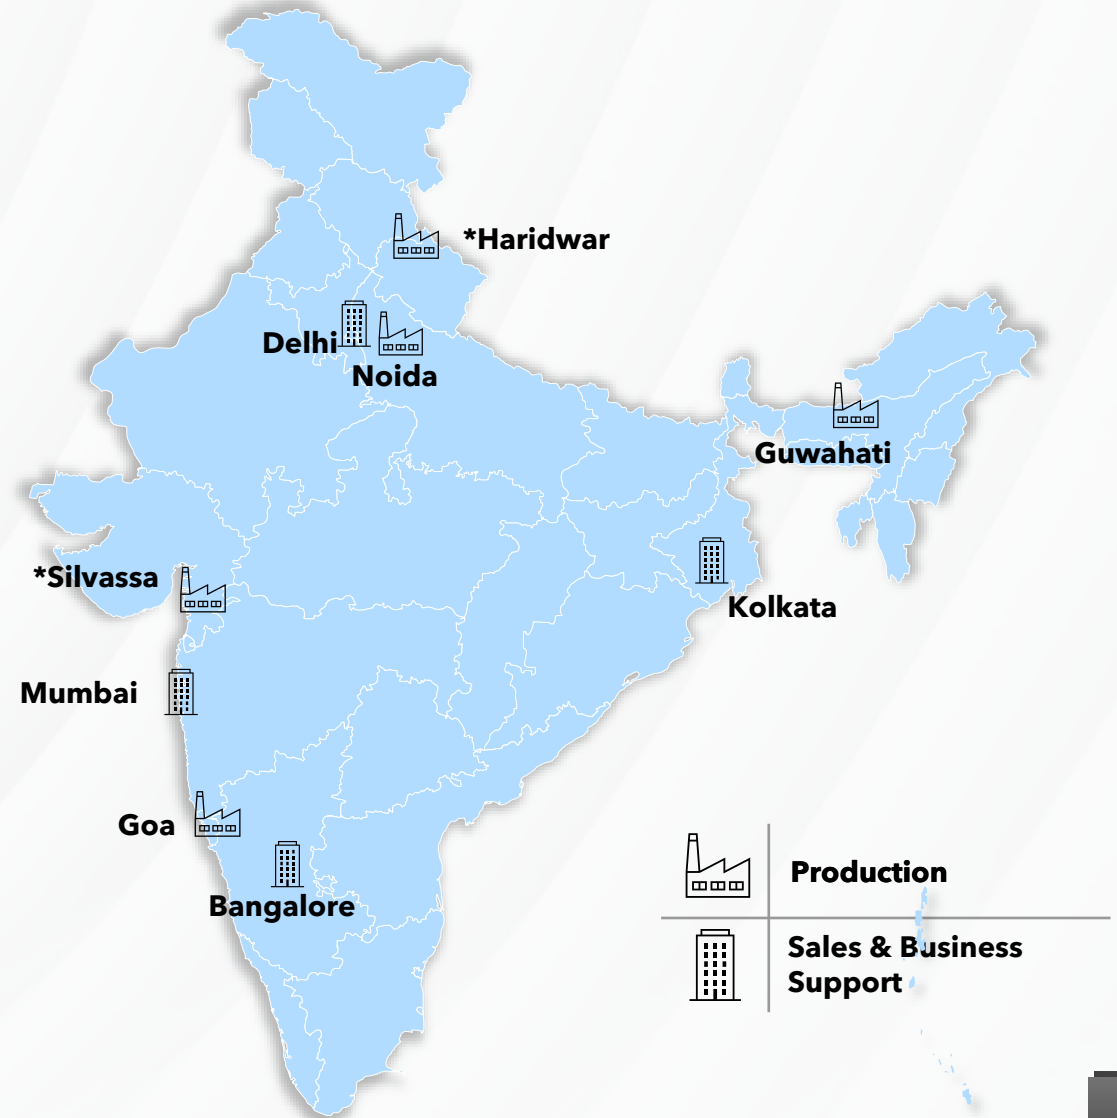 *Haridwar
Delhi
Noida
Guwahati
*Silvassa
Kolkata
Mumbai
Goa
Bangalore
Production
Sales & Business
Support